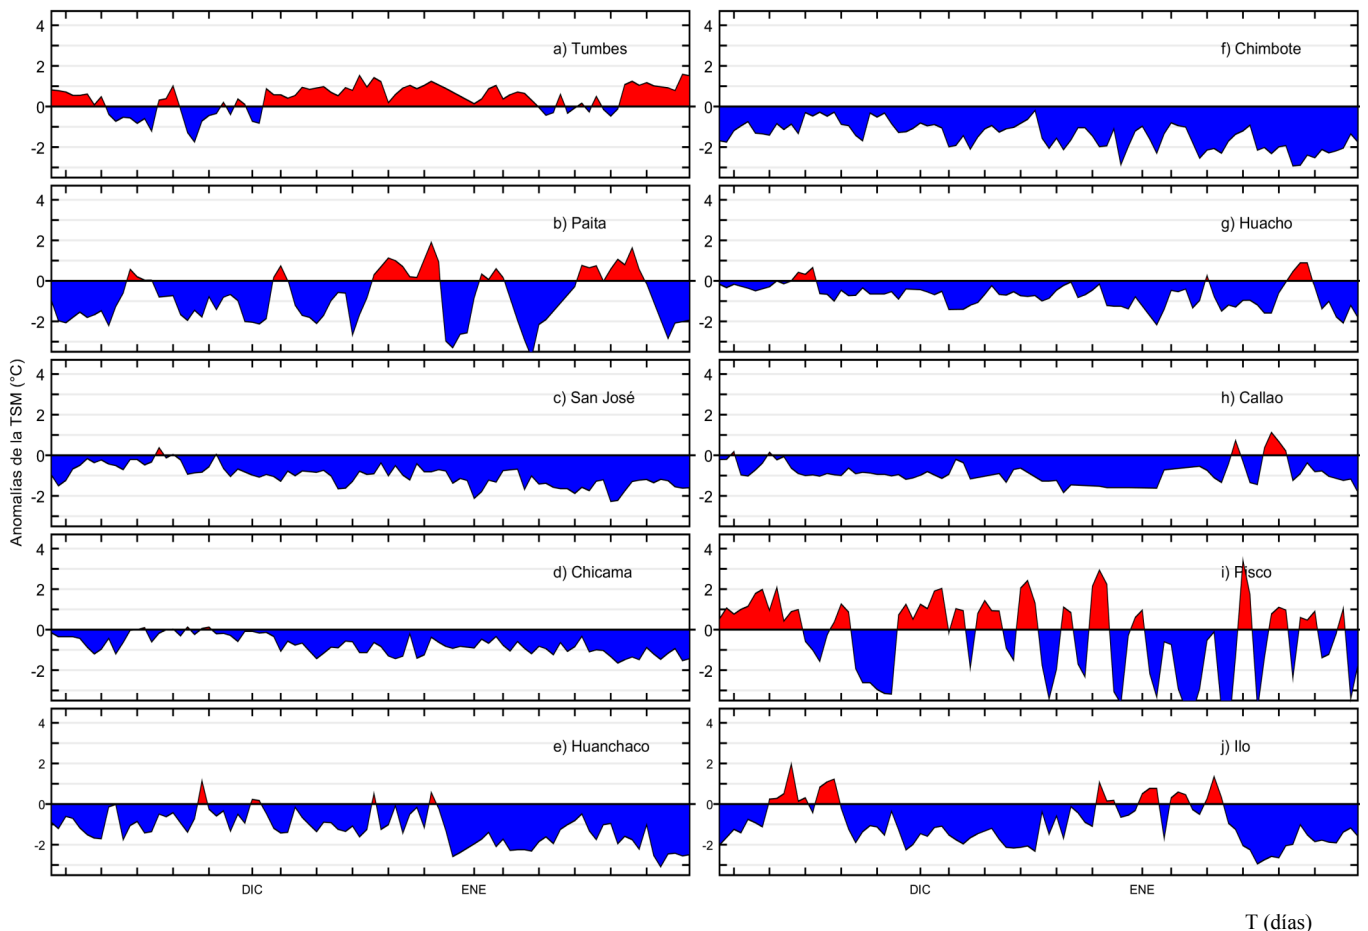 a) Tumbes
4
2
0
-2
f) Chimbote
4
2
0
-2
b) Paita
4
2
0
-2
g) Huacho
4
2
0
-2
Anomalías de la TSM (°C)
c) San José
4
2
0
-2
h) Callao
4
2
0
-2
d) Chicama
4
2
0
-2
i) Pisco
4
2
0
-2
e) Huanchaco
4
2
0
-2
j) Ilo
4
2
0
-2
DIC ENE
DIC ENE
T (días)